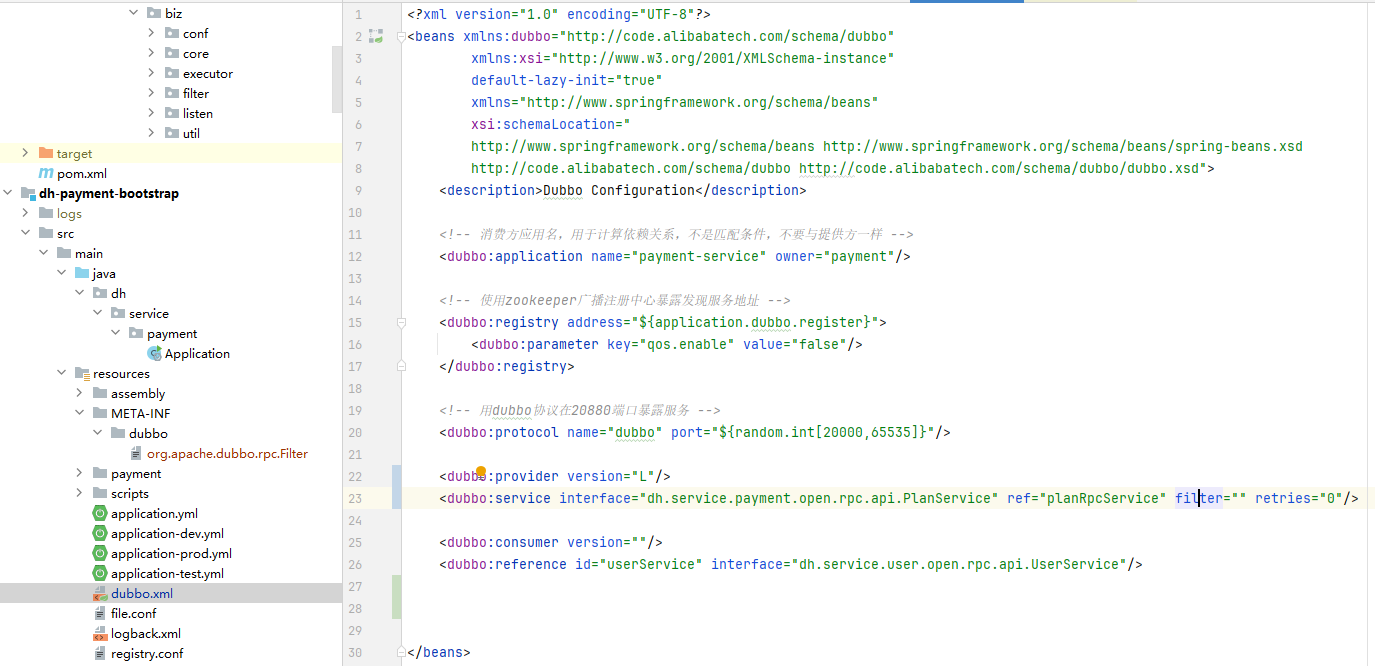 biz
conf
core
executor
filter
listen
util
target
pom.xml
dh-payment-bootstrap
logs
src
main
java
dh
service
payment
Application
resources
assembly
META-INF
dubbo
org.apache.dubbo.rpc.Filter
payment
scripts
application.yml
application-dev.yml
application-prod.yml
application-test.yml
dubbo.xml
file.conf
logback.xml
registry.conf
1 <?xml version="1.0" encoding="UTF-8"?>
2 <beans xmlns:dubbo="http://code.alibabatech.com/schema/dubbo"
3 xmlns:xsi="http://www.w3.org/2001/XMLSchema-instance"
4 default-lazy-init="true"
5 xmlns="http://www.springframework.org/schema/beans"
6 xsi:schemaLocation="
7 http://www.springframework.org/schema/beans http://www.springframework.org/schema/beans/spring-beans.xsd
8 http://code.alibabatech.com/schema/dubbo http://code.alibabatech.com/schema/dubbo/dubbo.xsd">
9 <description>Dubbo Configuration</description>
10
11 <!-- 消费方应用名，用于计算依赖关系，不是匹配条件，不要与提供方一样 -->
12 <dubbo:application name="payment-service" owner="payment"/>
13
14 <!-- 使用zookeeper广播注册中心暴露发现服务地址 -->
15 <dubbo:registry address="${application.dubbo.register}">
16 <dubbo:parameter key="qos.enable" value="false"/>
17 </dubbo:registry>
18
19 <!-- 用dubbo协议在20880端口暴露服务 -->
20 <dubbo:protocol name="dubbo" port="${random.int[20000,65535]}"/>
21
22 <dubbo:provider version="L"/>
23 <dubbo:service interface="dh.service.payment.open.rpc.api.PlanService" ref="planRpcService" filter="" retries="0"/>
24
25 <dubbo:consumer version=""/>
26 <dubbo:reference id="userService" interface="dh.service.user.open.rpc.api.UserService"/>
27
28
29
30 </beans>